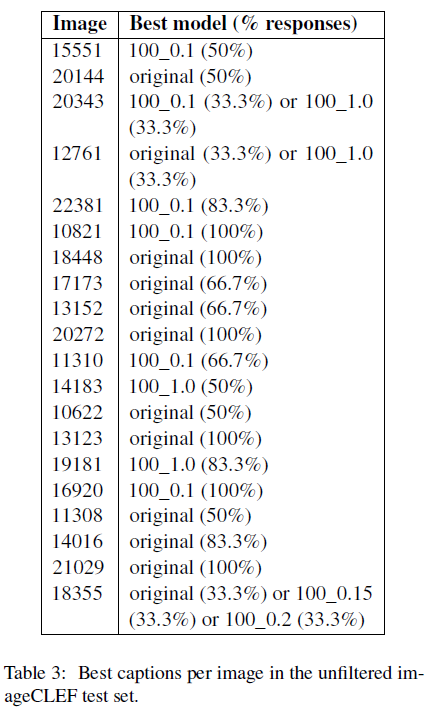 Image Best model (% responses)
15551 100_0.1 (50%)
20144 original (50%)
20343 100_0.1 (33.3%) or 100_1.0
(33.3%)
12761 original (33.3%) or 100_1.0
(33.3%)
22381 100_0.1 (83.3%)
10821 100_0.1 (100%)
18448 original (100%)
17173 original (66.7%)
13152 original (66.7%)
20272 original (100%)
11310 100_0.1 (66.7%)
14183 100_1.0 (50%)
10622 original (50%)
13123 original (100%)
19181 100_1.0 (83.3%)
16920 100_0.1 (100%)
11308 original (50%)
14016 original (83.3%)
21029 original (100%)
18355 original (33.3%) or 100_0.15
(33.3%) or 100_0.2 (33.3%)
Table 3: Best captions per image in the unfiltered im-
ageCLEF test set.